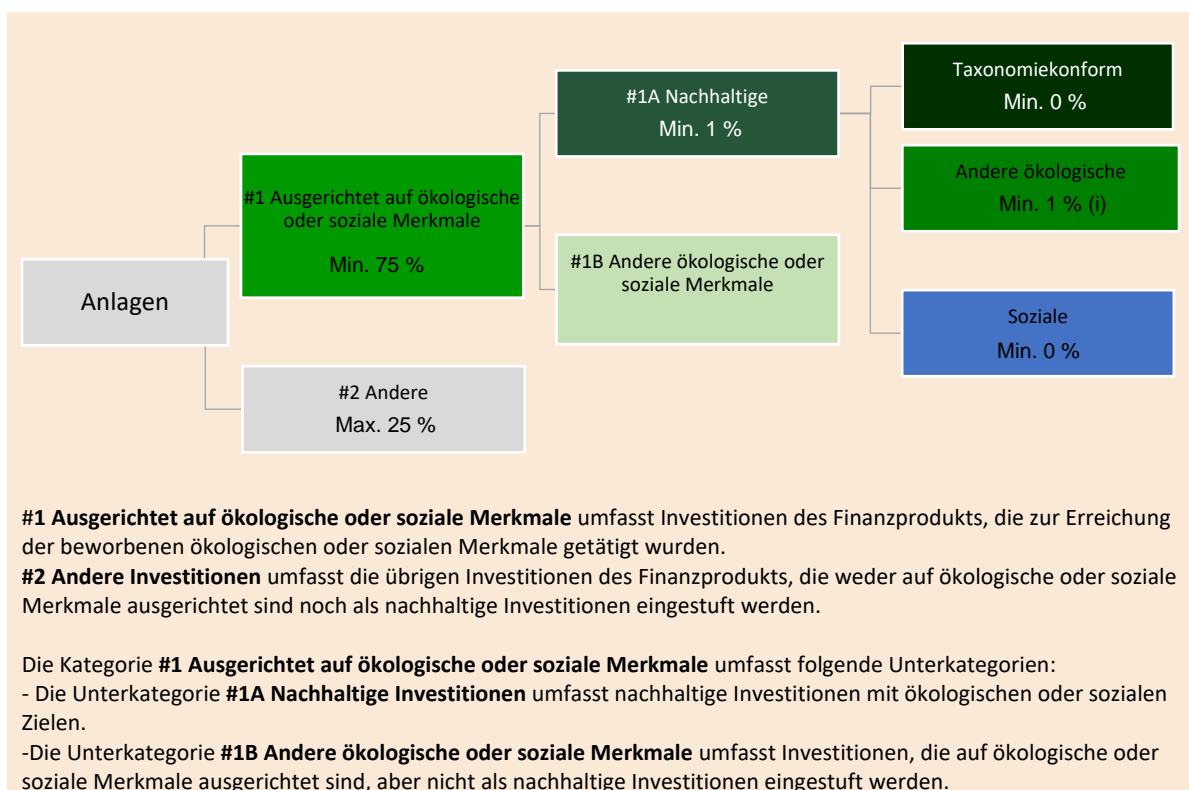 Anlagen
#1 Ausgerichtet auf ökologische
oder soziale Merkmale
Min. 75 %
#2 Andere
Max. 25 %
#1A Nachhaltige
Min. 1 %
#1B Andere ökologische oder
soziale Merkmale
Taxonomiekonform
Min. 0 %
Andere ökologische
Min. 1 % (i)
Soziale
Min. 0 %
#1 Ausgerichtet auf ökologische oder soziale Merkmale umfasst Investitionen des Finanzprodukts, die zur Erreichung
der beworbenen ökologischen oder sozialen Merkmale getätigt wurden.
#2 Andere Investitionen umfasst die übrigen Investitionen des Finanzprodukts, die weder auf ökologische oder soziale
Merkmale ausgerichtet sind noch als nachhaltige Investitionen eingestuft werden.
Die Kategorie #1 Ausgerichtet auf ökologische oder soziale Merkmale umfasst folgende Unterkategorien:
- Die Unterkategorie #1A Nachhaltige Investitionen umfasst nachhaltige Investitionen mit ökologischen oder sozialen
Zielen.
-Die Unterkategorie #1B Andere ökologische oder soziale Merkmale umfasst Investitionen, die auf ökologische oder
soziale Merkmale ausgerichtet sind, aber nicht als nachhaltige Investitionen eingestuft werden.